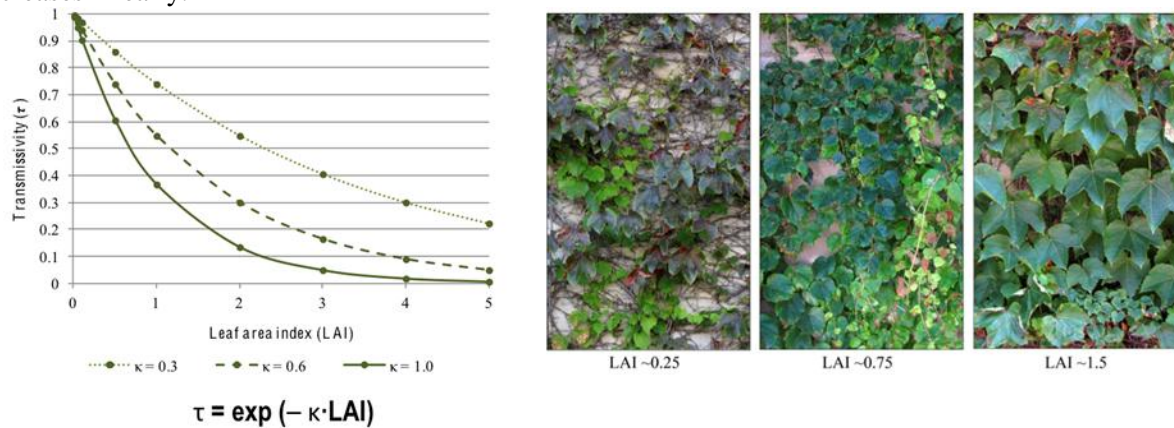 1
0.9
0.8
0.7
0.6
0.5
0.4
0.3
0.2
0.1
0
Transmissivity (τ)
0 1 2 3 4 5
Leaf area index (LAI)
κ = 0.3 κ = 0.6 κ = 1.0
τ = exp (– κ·LAI)
LAI ~0.25 LAI ~0.75 LAI ~1.5